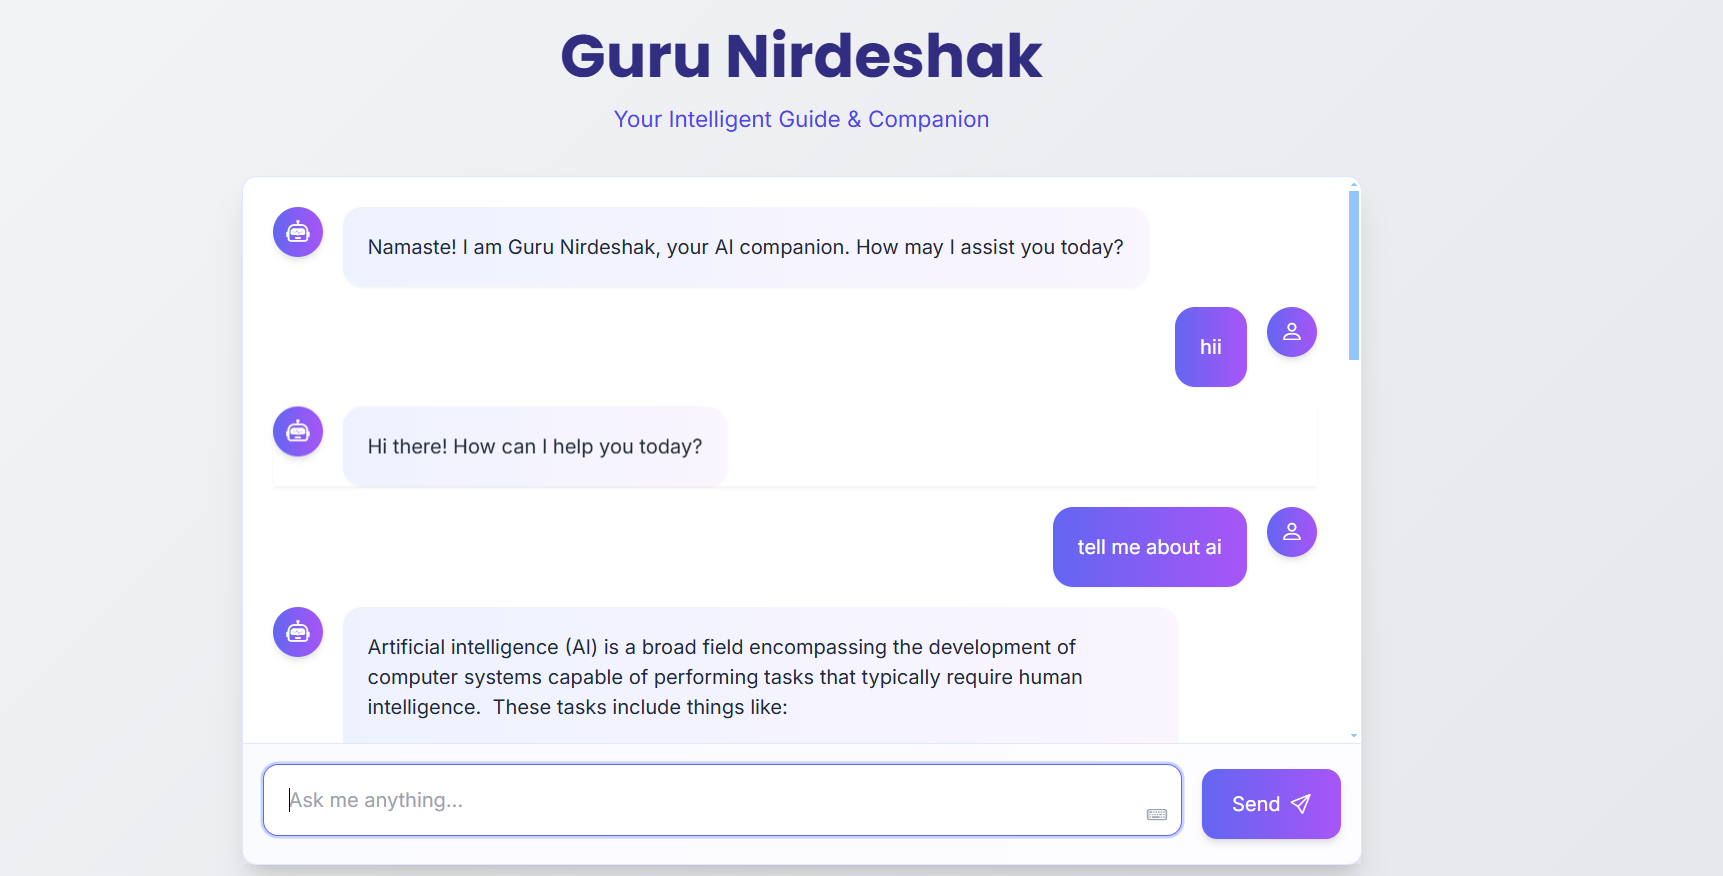 Guru Nirdeshak
Your Intelligent Guide & Companion
Namaste! I am Guru Nirdeshak, your AI companion. How may I assist you today?
hii
Hi there! How can I help you today?
tell me about ai
Artificial intelligence (AI) is a broad field encompassing the development of
computer systems capable of performing tasks that typically require human
intelligence.  These tasks include things like:
Ask me anything...
Send